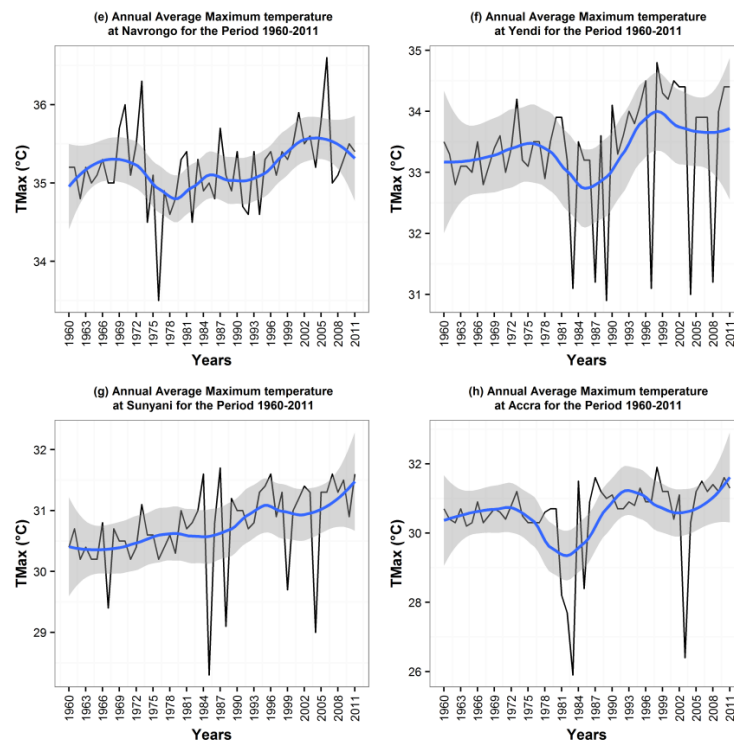 (e) Annual Average Maximum temperature
at Navrongo for the Period 1960-2011
TMax (°C)
36
35
34
1960 1963 1966 1969 1972 1975 1978 1981 1984 1987 1990 1993 1996 1999 2002 2005 2008 2011
Years
(f) Annual Average Maximum temperature
at Yendi for the Period 1960-2011
TMax (°C)
35
34
33
31
1960 1963 1966 1969 1972 1975 1978 1981 1984 1987 1990 1993 1996 1999 2002 2005 2008 2011
Years
(g) Annual Average Maximum temperature
at Sunyani for the Period 1960-2011
TMax (°C)
32
31
30
29
1960 1963 1966 1969 1972 1975 1978 1981 1984 1987 1990 1993 1996 1999 2002 2005 2008 2011
Years
(h) Annual Average Maximum temperature
at Accra for the Period 1960-2011
TMax (°C)
32
30
28
26
1960 1963 1966 1969 1972 1975 1978 1981 1984 1987 1990 1993 1996 1999 2002 2005 2008 2011
Years